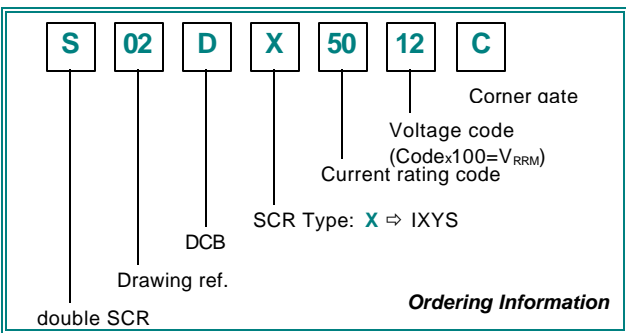 S 02 D X 50 12 C
Corner gate
Voltage code
(Codex100=VRRM)
Current rating code
SCR Type: X ⇨ IXYS
DCB
Drawing ref.
Ordering Information
double SCR